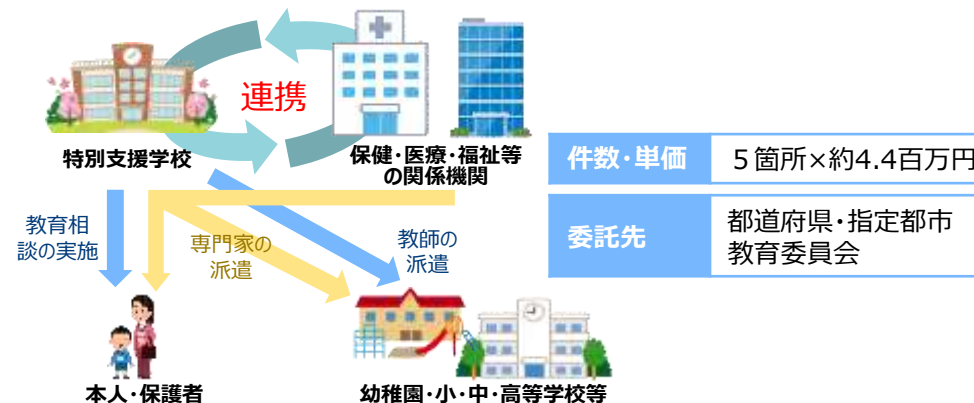 連携
特別支援学校
保健・医療・福祉等
の関係機関
件数・単価
５箇所×約4.4百万円
委託先
都道府県・指定都市
教育委員会
教育相
談の実施
専門家の
派遣
教師の
派遣
本人・保護者
幼稚園・小・中・高等学校等